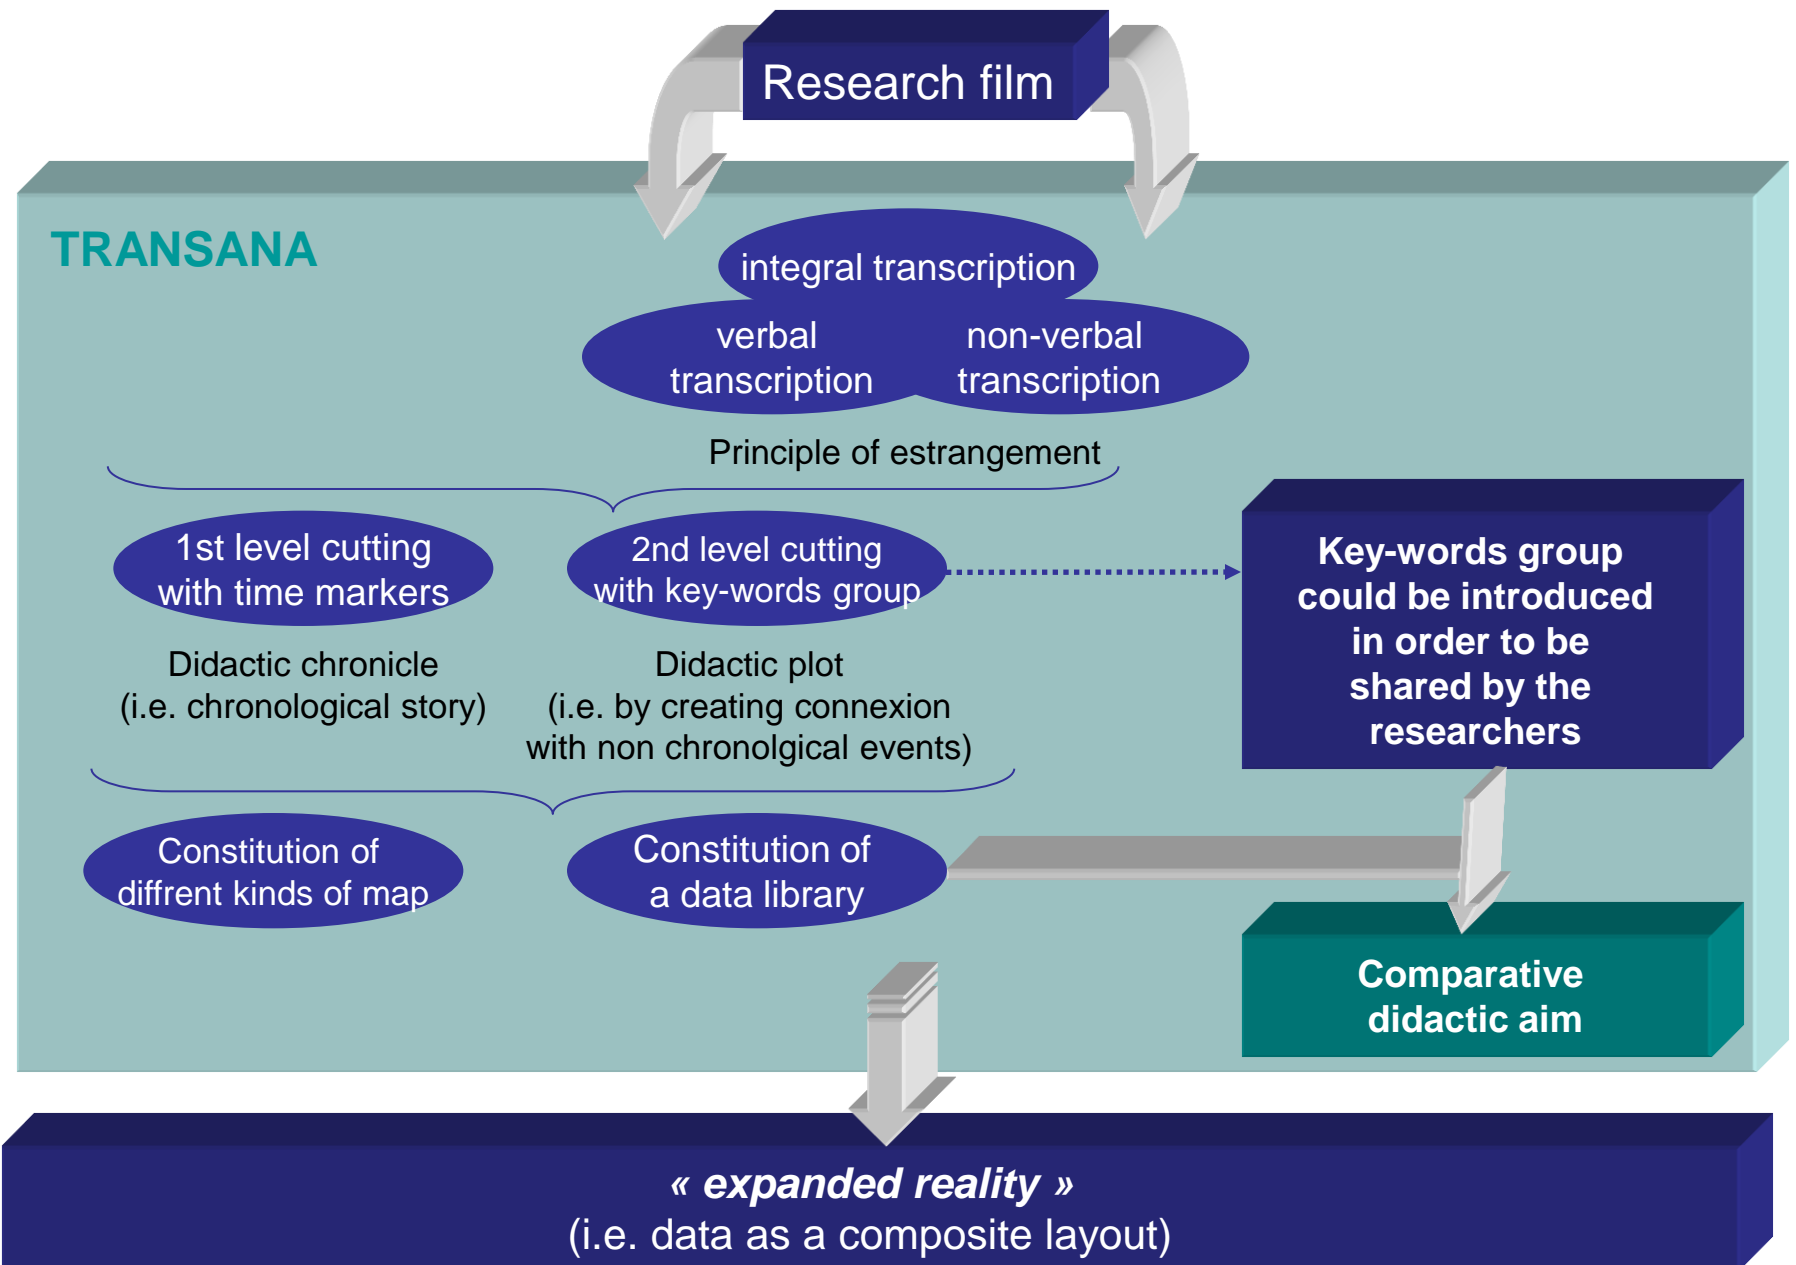 Research film
TRANSANA
integral transcription
verbal
transcription
non-verbal
transcription
Principle of estrangement
1st level cutting
with time markers
2nd level cutting
with key-words group
Key-words group
could be introduced
in order to be
shared by the
researchers
Didactic chronicle
(i.e. chronological story)
Didactic plot
(i.e. by creating connexion
with non chronolgical events)
Constitution of
diffrent kinds of map
Constitution of
a data library
Comparative
didactic aim
« expanded reality »
(i.e. data as a composite layout)